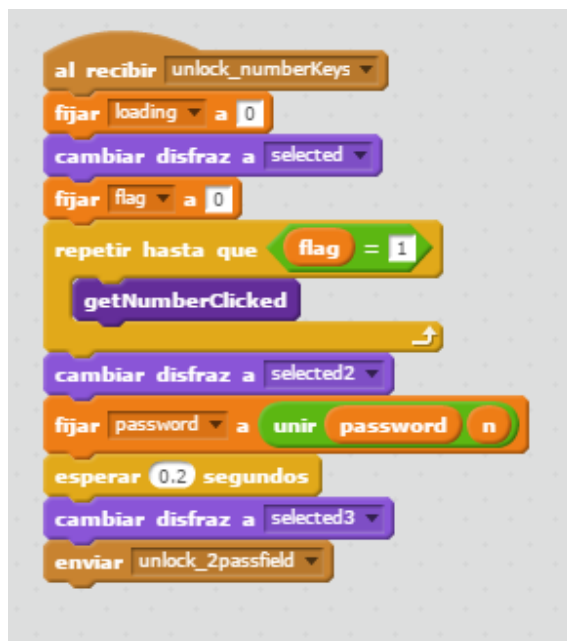 al recibir unlock_numberKeys
fijar loading a 0
cambiar disfraz a selected
fijar flag a 0
repetir hasta que flag = 1
getNumberClicked
cambiar disfraz a selected2
fijar password a unir password n
esperar 0.2 segundos
cambiar disfraz a selected3
enviar unlock_2passfield